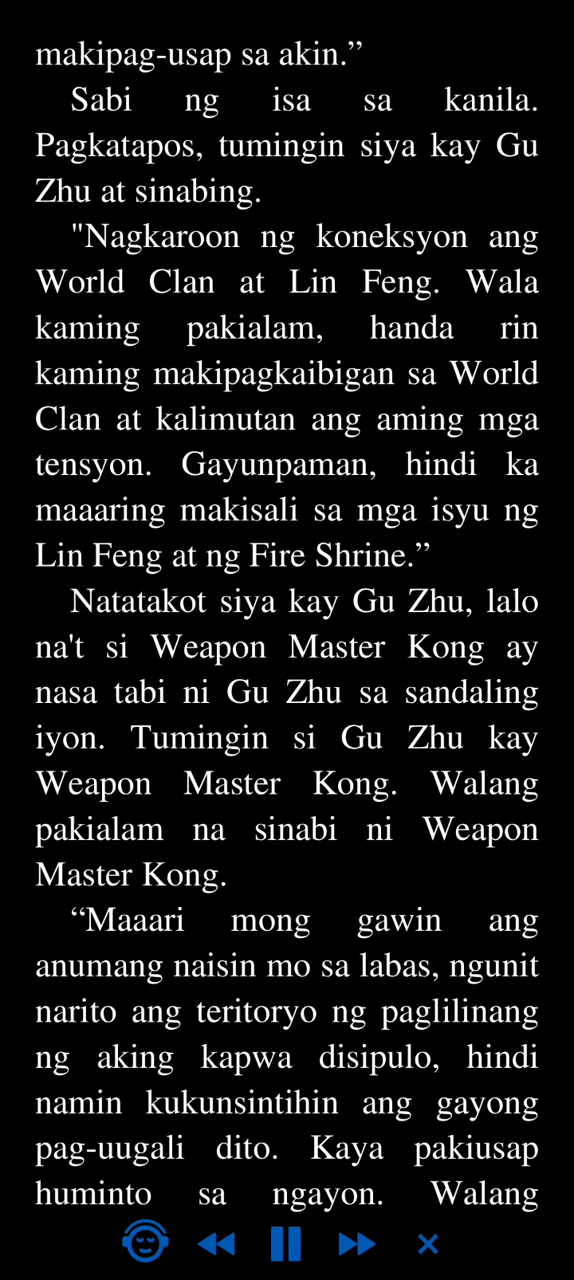 makipag-usap sa akin.”
Sabi ng isa sa kanila.
Pagkatapos, tumingin siya kay Gu
Zhu at sinabing.
"Nagkaroon ng koneksyon ang
World Clan at Lin Feng. Wala
kaming pakialam, handa rin
kaming makipagkaibigan sa World
Clan at kalimutan ang aming mga
tensyon. Gayunpaman, hindi ka
maaaring makisali sa mga isyu ng
Lin Feng at ng Fire Shrine.”
Natatakot siya kay Gu Zhu, lalo
na't si Weapon Master Kong ay
nasa tabi ni Gu Zhu sa sandaling
iyon. Tumingin si Gu Zhu kay
Weapon Master Kong. Walang
pakialam na sinabi ni Weapon
Master Kong.
“Maaari mong gawin ang
anumang naisin mo sa labas, ngunit
narito ang teritoryo ng paglilinang
ng aking kapwa disipulo, hindi
namin kukunsintihin ang gayong
pag-uugali dito. Kaya pakiusap
huminto sa ngayon. Walang